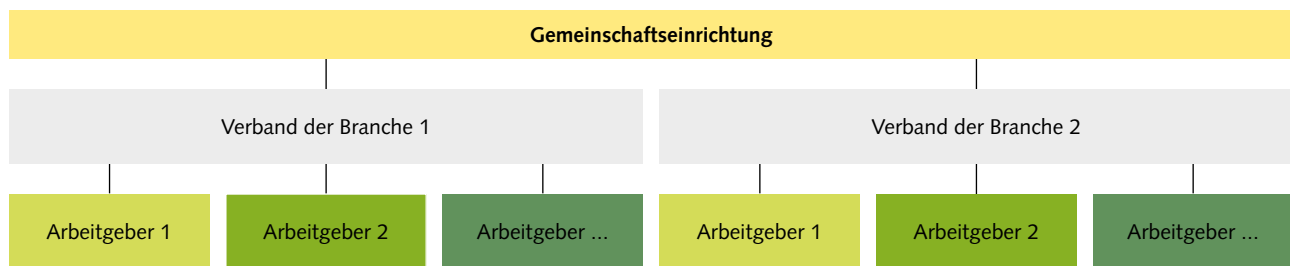 Gemeinschaftseinrichtung
Verband der Branche 1
Verband der Branche 2
Arbeitgeber 1
Arbeitgeber 2
Arbeitgeber ...
Arbeitgeber 1
Arbeitgeber 2
Arbeitgeber ...